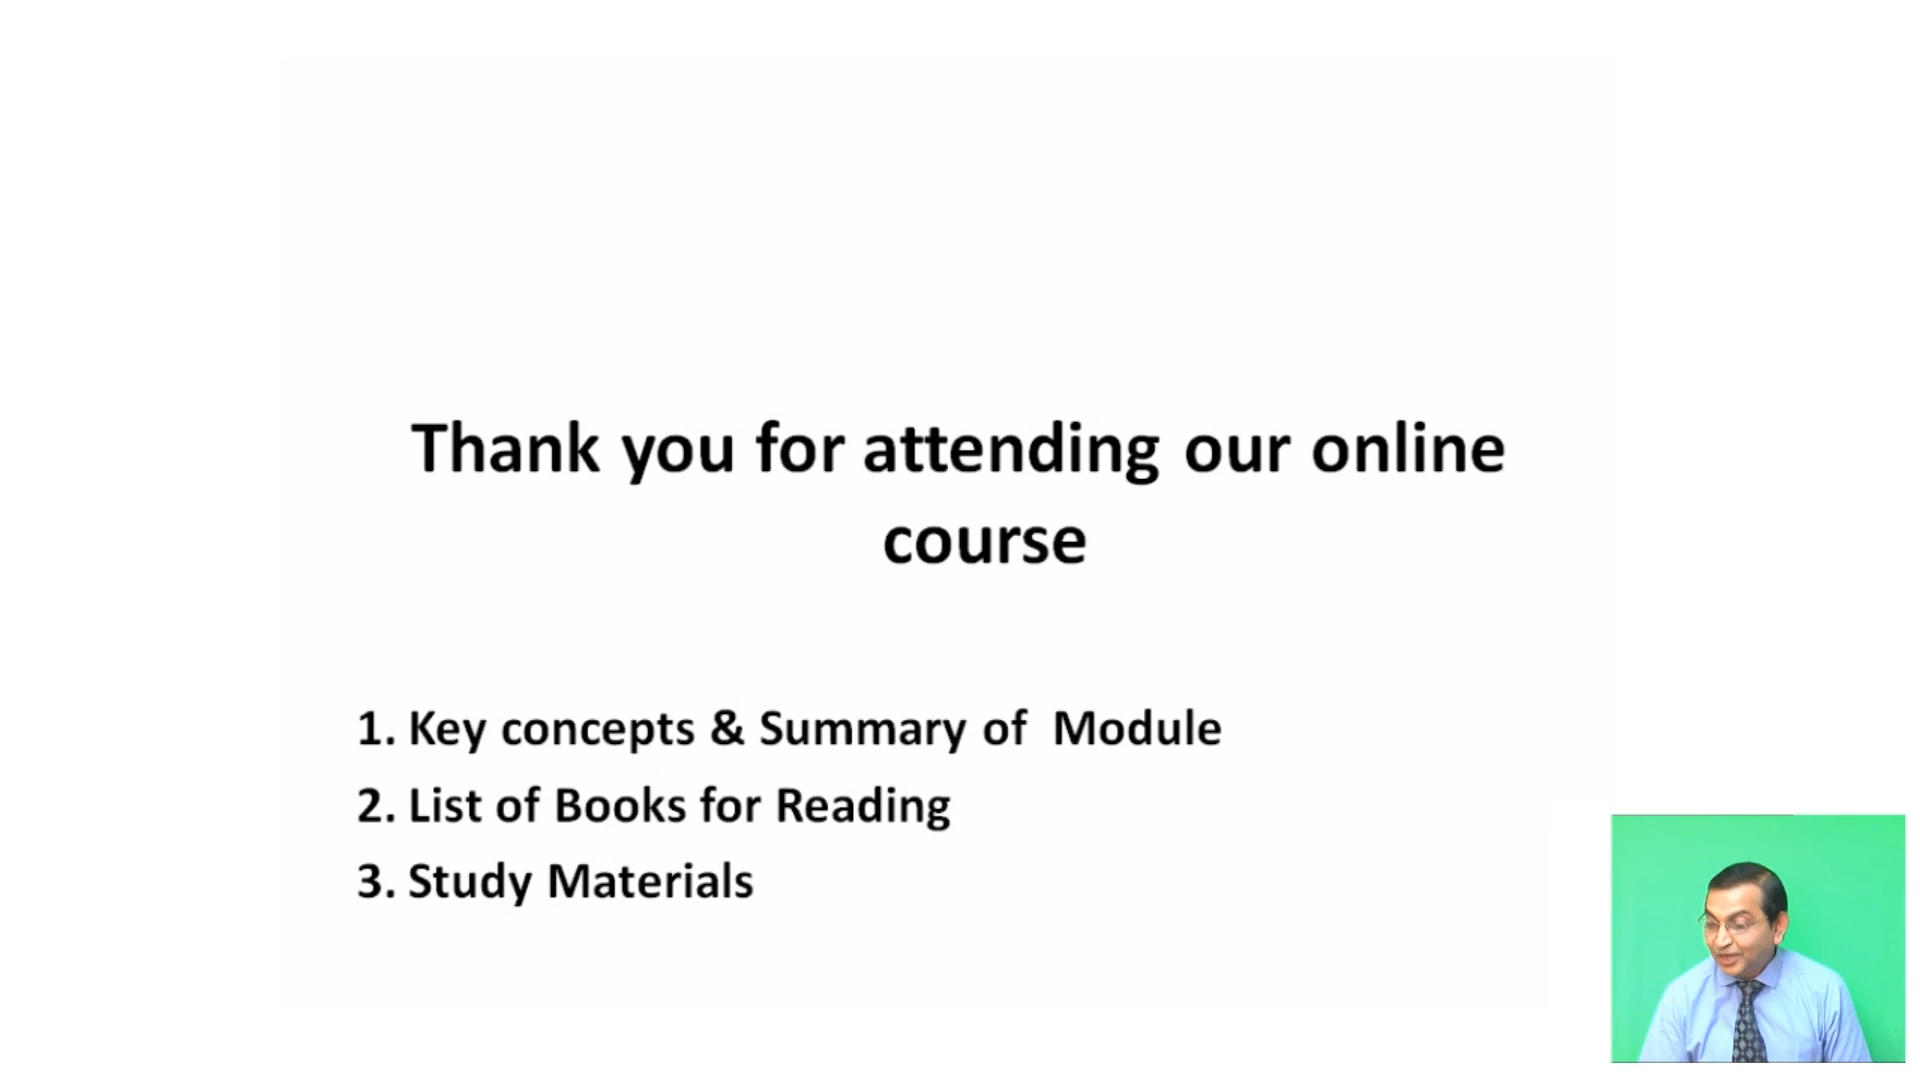 Thank you for attending our online
course
1. Key concepts & Summary of Module
2. List of Books for Reading
3. Study Materials